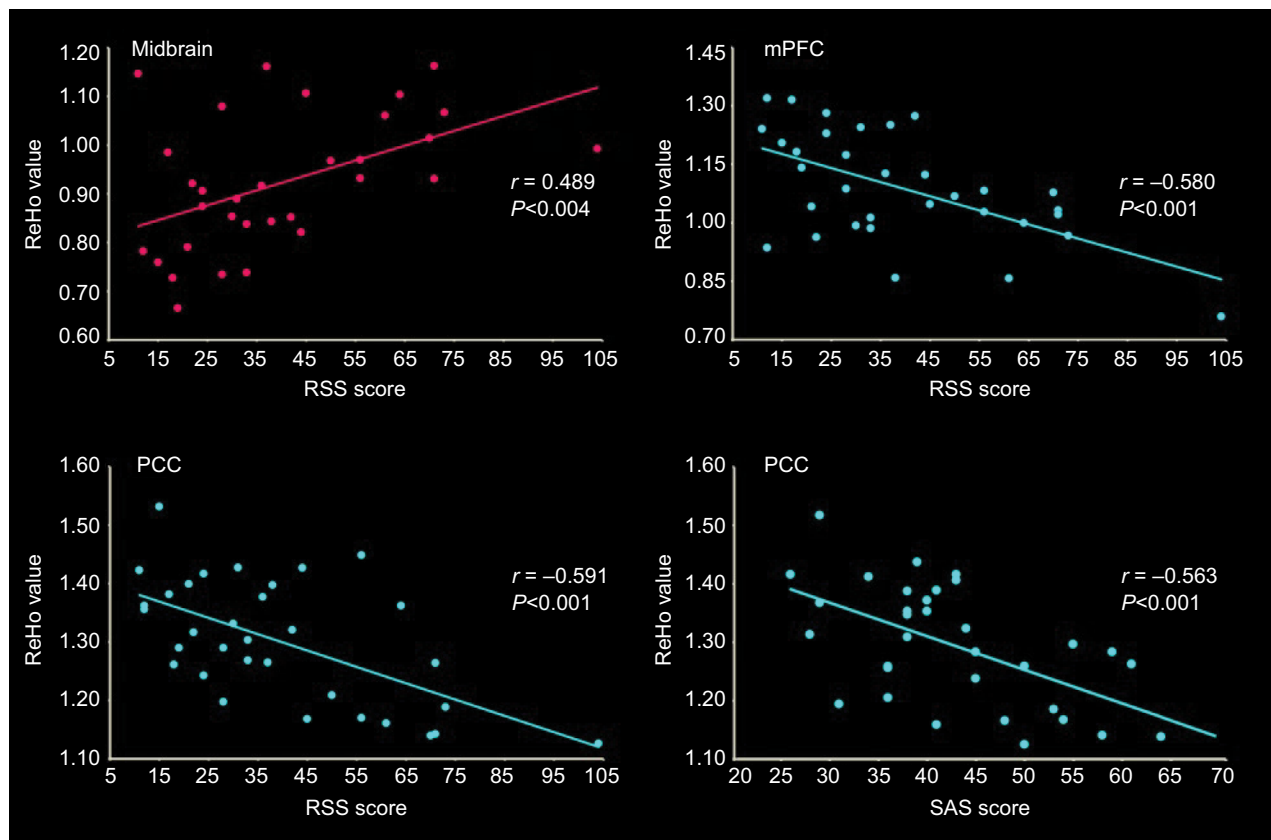 Midbrain
ReHo value
1.20
1.10
1.00
0.90
0.80
0.70
0.60
r = 0.489
P<0.004
5 15 25 35 45 55 65 75 85 95 105
RSS score
mPFC
ReHo value
1.45
1.30
1.15
1.00
0.85
0.70
r = –0.580
P<0.001
5 15 25 35 45 55 65 75 85 95 105
RSS score
PCC
ReHo value
1.60
1.50
1.40
1.30
1.20
1.10
r = –0.591
P<0.001
5 15 25 35 45 55 65 75 85 95 105
RSS score
PCC
ReHo value
1.60
1.50
1.40
1.30
1.20
1.10
r = –0.563
P<0.001
20 25 30 35 40 45 50 55 60 65 70
SAS score